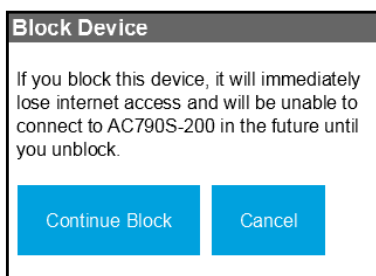 Block Device
If you block this device, it will immediately
lose internet access and will be unable to
connect to AC790S-200 in the future until
you unblock.
Continue Block Cancel